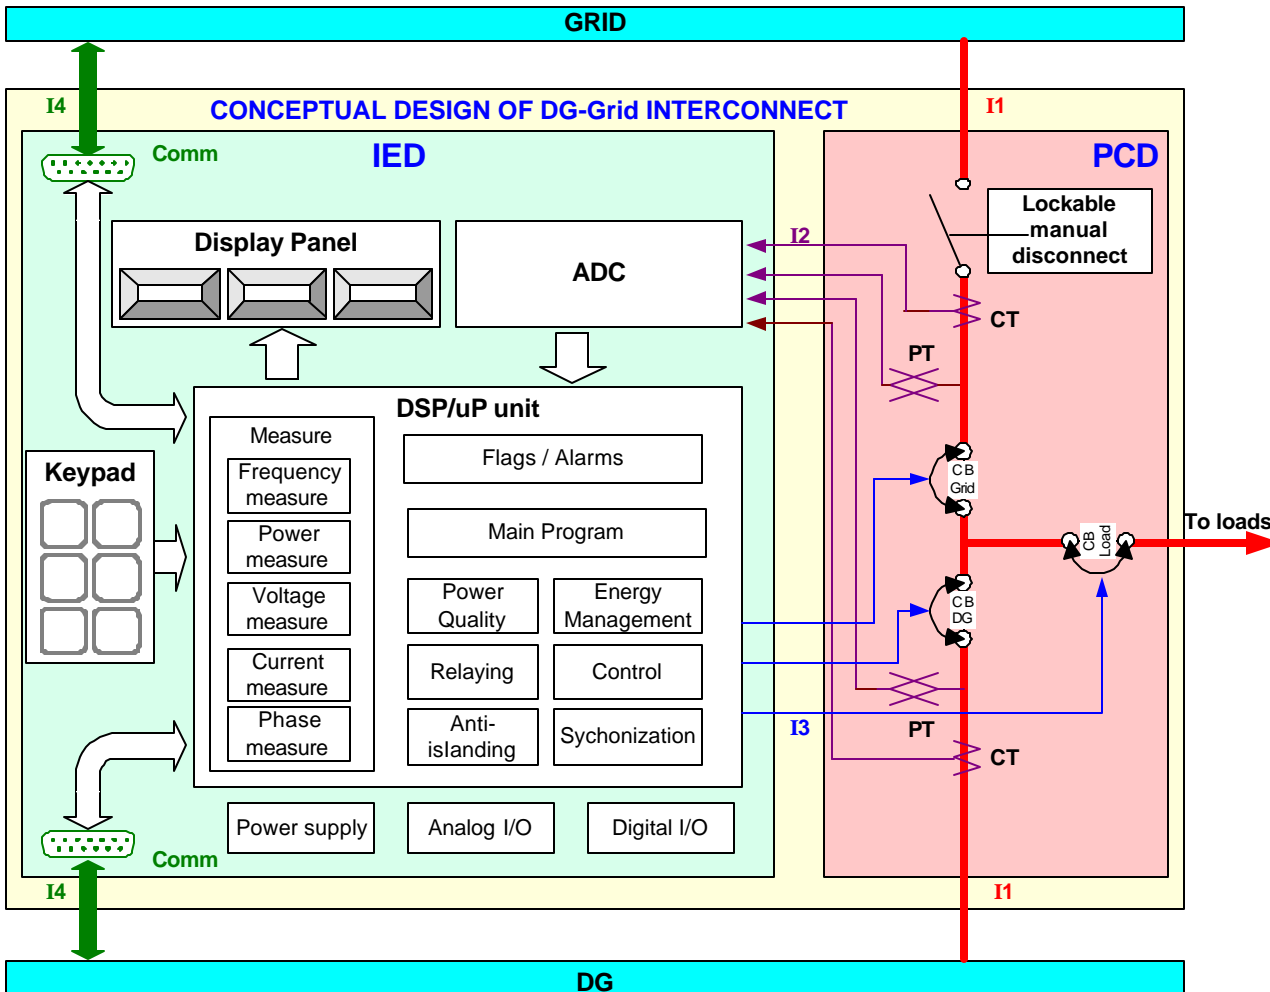 GRID
I4
I1
CONCEPTUAL DESIGN OF DG-Grid INTERCONNECT
Comm
IED
PCD
Display Panel
ADC
I2
Lockable
manual
disconnect
CT
PT
DSP/uP unit
Keypad
Measure
Frequency
measure
Power
measure
Voltage
measure
Current
measure
Phase
measure
Flags / Alarms
Main Program
Power
Quality
Energy
Management
Relaying
Control
Anti-
islanding
Sychonization
CB
Grid
CB
Load
To loads
CB
DG
I3
PT
CT
Power supply
Analog I/O
Digital I/O
Comm
I4
I1
DG